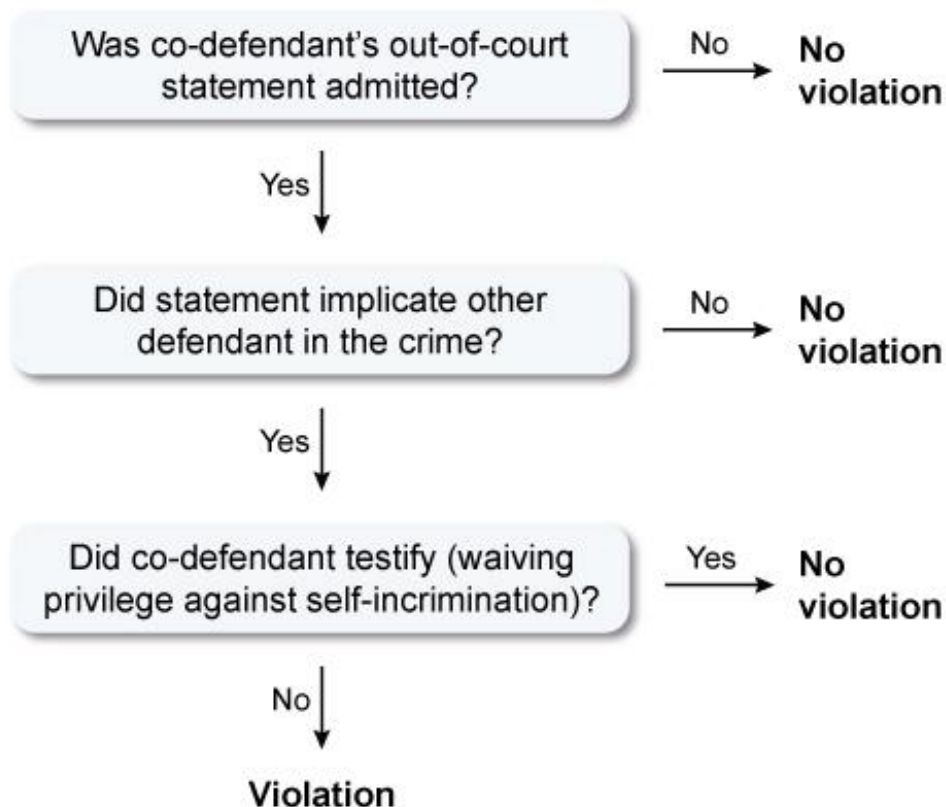 Was co-defendant's out-of-court
statement admitted?
No
No
violation
Yes
Did statement implicate other
defendant in the crime?
No
No
violation
Yes
Did co-defendant testify (waiving
privilege against self-incrimination)?
Yes
No
violation
No
Violation